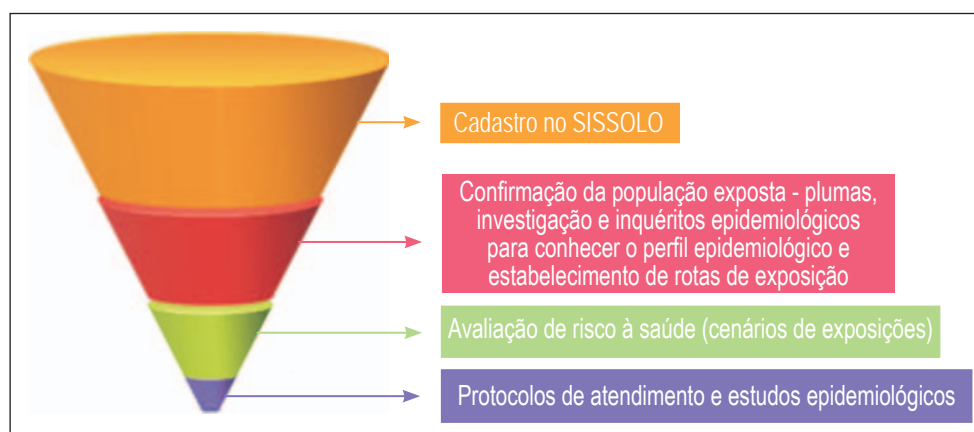 Cadastro no SISSOLO
Confirmação da população exposta - plumas,
investigação e inquéritos epidemiológicos
para conhecer o perfil epidemiológico e
estabelecimento de rotas de exposição
Avaliação de risco à saúde (cenários de exposições)
Protocolos de atendimento e estudos epidemiológicos